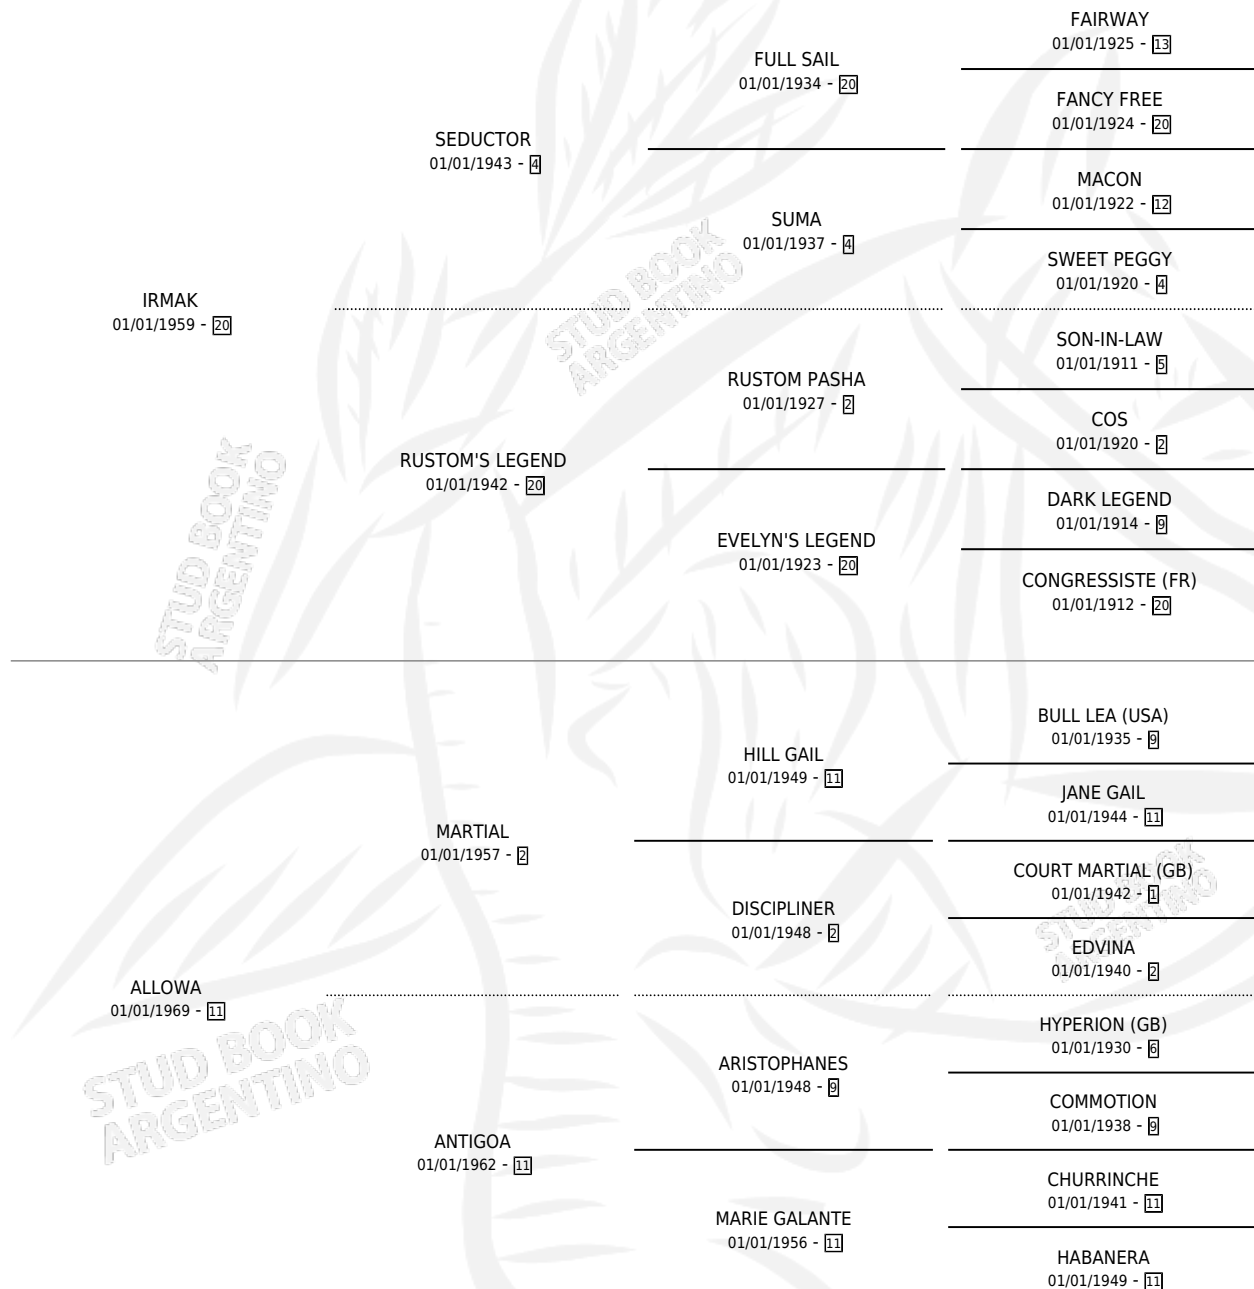 IRMAK
01/01/1959 - 20
SEDUCTOR
01/01/1943 - 4
RUSTOM'S LEGEND
01/01/1942 - 20
FULL SAIL
01/01/1934 - 20
SUMA
01/01/1937 - 4
RUSTOM PASHA
01/01/1927 - 2
EVELYN'S LEGEND
01/01/1923 - 20
FAIRWAY
01/01/1925 - 13
FANCY FREE
01/01/1924 - 20
MACON
01/01/1922 - 12
SWEET PEGGY
01/01/1920 - 4
SON-IN-LAW
01/01/1911 - 5
COS
01/01/1920 - 2
DARK LEGEND
01/01/1914 - 9
CONGRESSISTE (FR)
01/01/1912 - 20
ALLOWA
01/01/1969 - 11
MARTIAL
01/01/1957 - 2
ANTIGOA
01/01/1962 - 11
HILL GAIL
01/01/1949 - 11
DISCIPLINER
01/01/1948 - 2
ARISTOPHANES
01/01/1948 - 9
MARIE GALANTE
01/01/1956 - 11
BULL LEA (USA)
01/01/1935 - 9
JANE GAIL
01/01/1944 - 11
COURT MARTIAL (GB)
01/01/1942 - 1
EDVINA
01/01/1940 - 2
HYPERION (GB)
01/01/1930 - 6
COMMOTION
01/01/1938 - 9
CHURRINCHE
01/01/1941 - 11
HABANERA
01/01/1949 - 11
STUD BOOK
ARGENTINO
STUD BOOK
ARGENTINO
STUD BOOK
ARGENTINO
STUD BOOK
ARGENTINO